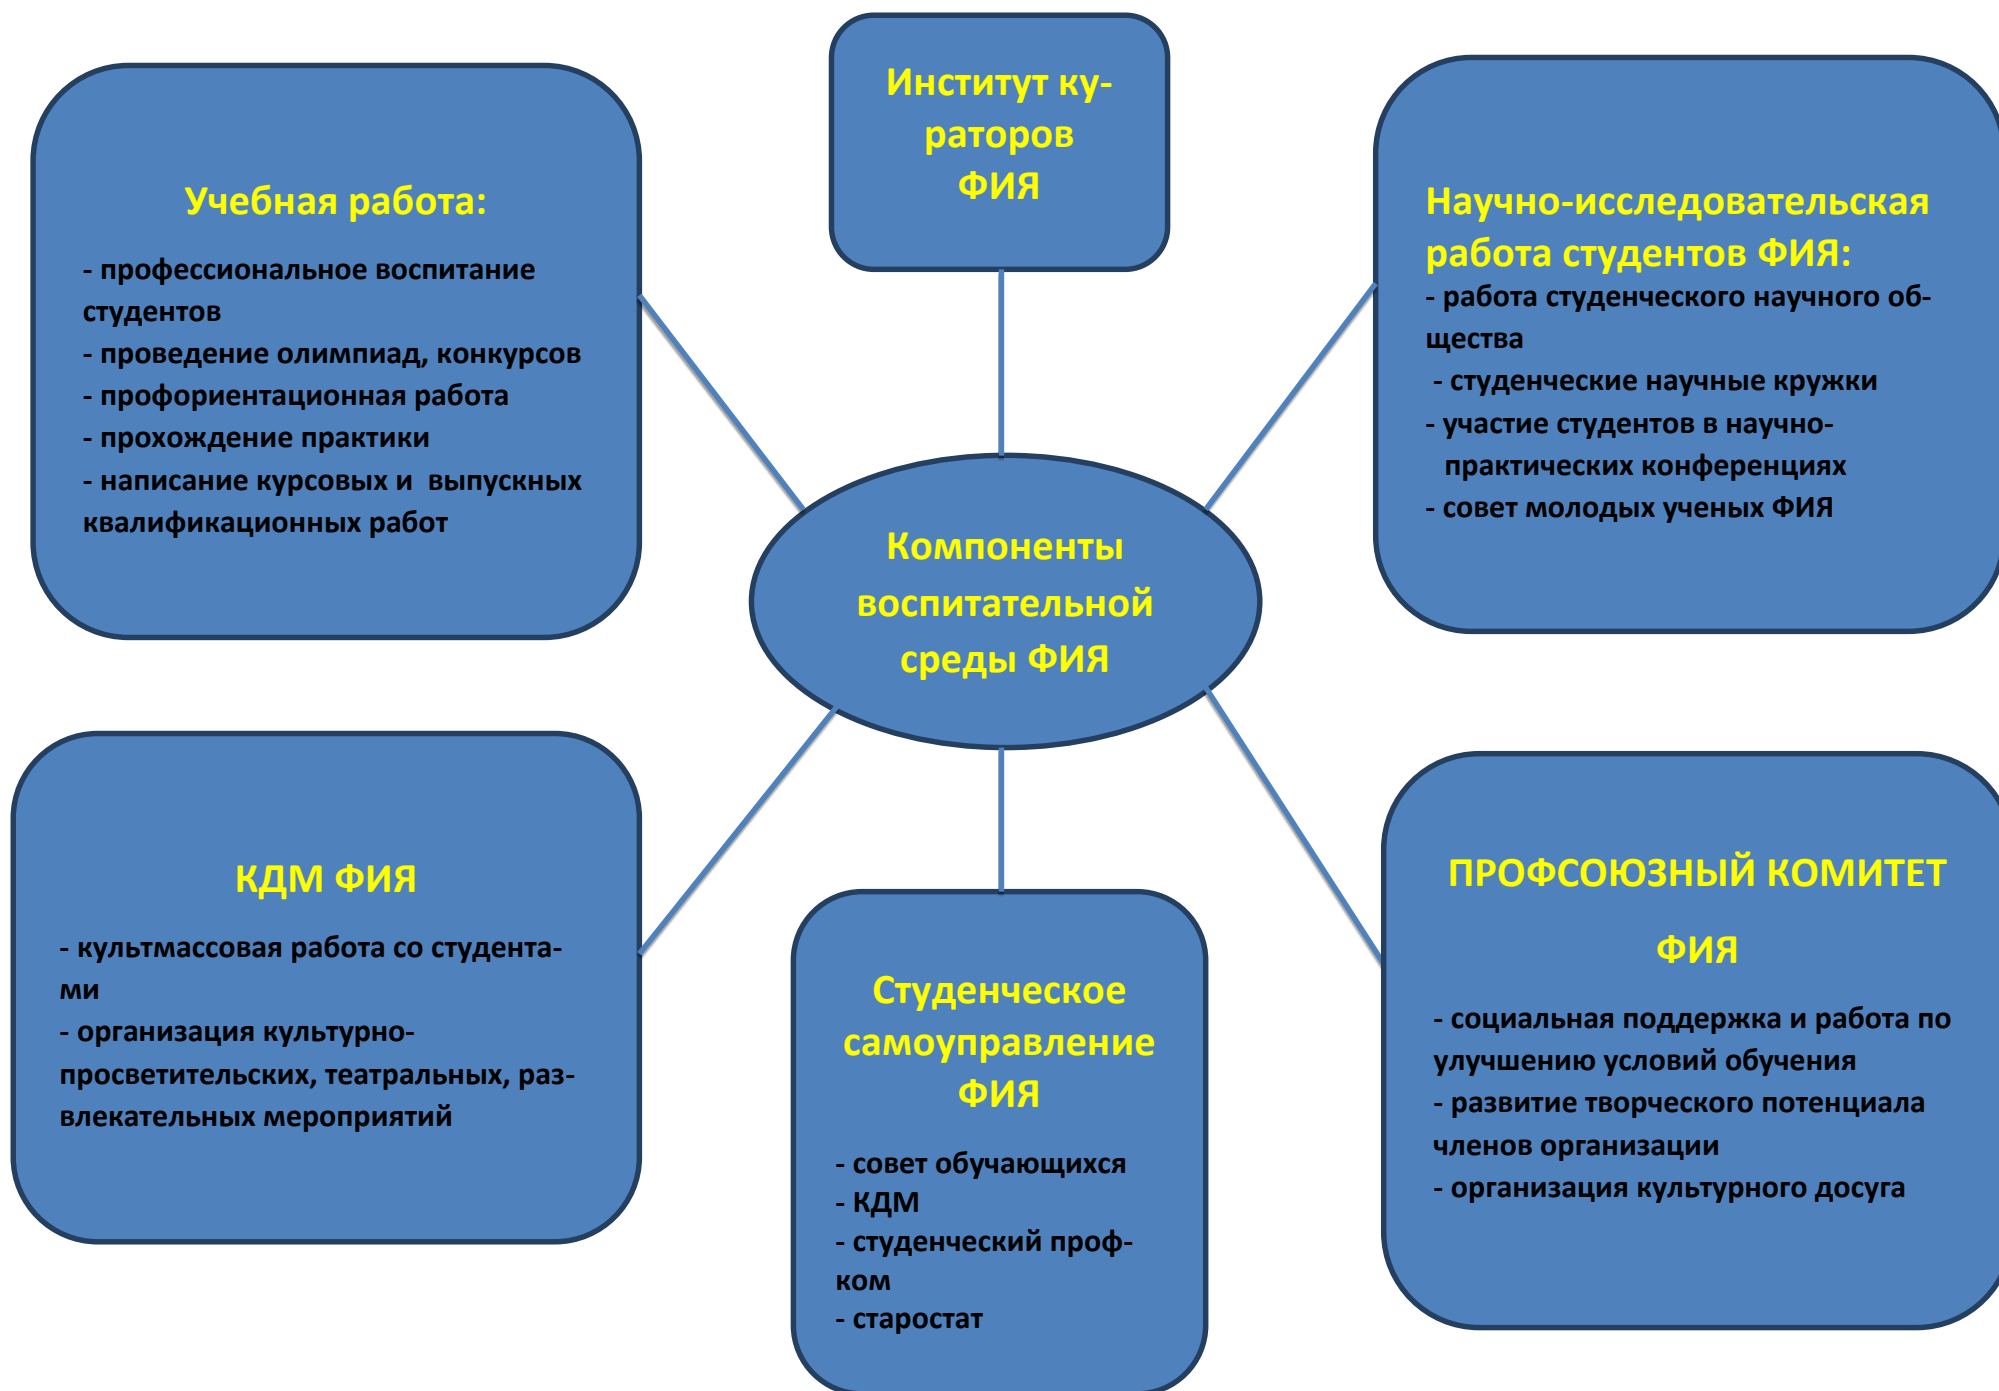 Институт ку-
раторов
ФИЯ
Учебная работа:
- профессиональное воспитание
студентов
- проведение олимпиад, конкурсов
- профориентационная работа
- прохождение практики
- написание курсовых и  выпускных
квалификационных работ
Научно-исследовательская
работа студентов ФИЯ:
- работа студенческого научного об-
щества
- студенческие научные кружки
- участие студентов в научно-
практических конференциях
- совет молодых ученых ФИЯ
Компоненты
воспитательной
среды ФИЯ
КДМ ФИЯ
- культмассовая работа со студента-
ми
- организация культурно-
просветительских, театральных, раз-
влекательных мероприятий
Студенческое
самоуправление
ФИЯ
- совет обучающихся
- КДМ
- студенческий проф-
ком
- старостат
ПРОФСОЮЗНЫЙ КОМИТЕТ
ФИЯ
- социальная поддержка и работа по
улучшению условий обучения
- развитие творческого потенциала
членов организации
- организация культурного досуга